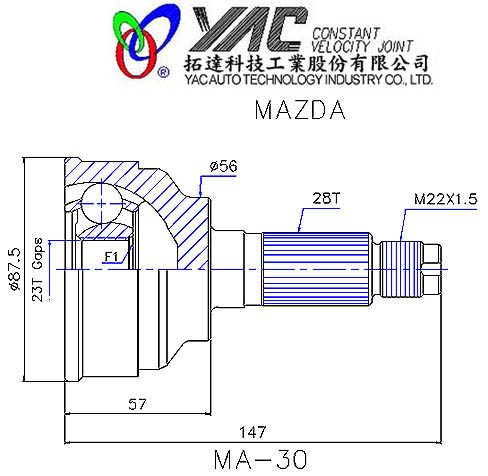 YAC CONSTANT
VELOCITY JOINT
拓達科技工業股份有限公司
YAC AUTO TECHNOLOGY INDUSTRY CO., LTD.
MAZDA
ø56
28T
M22X1.5
ø87.5
23T Gaps
F1
57
147
MA-30